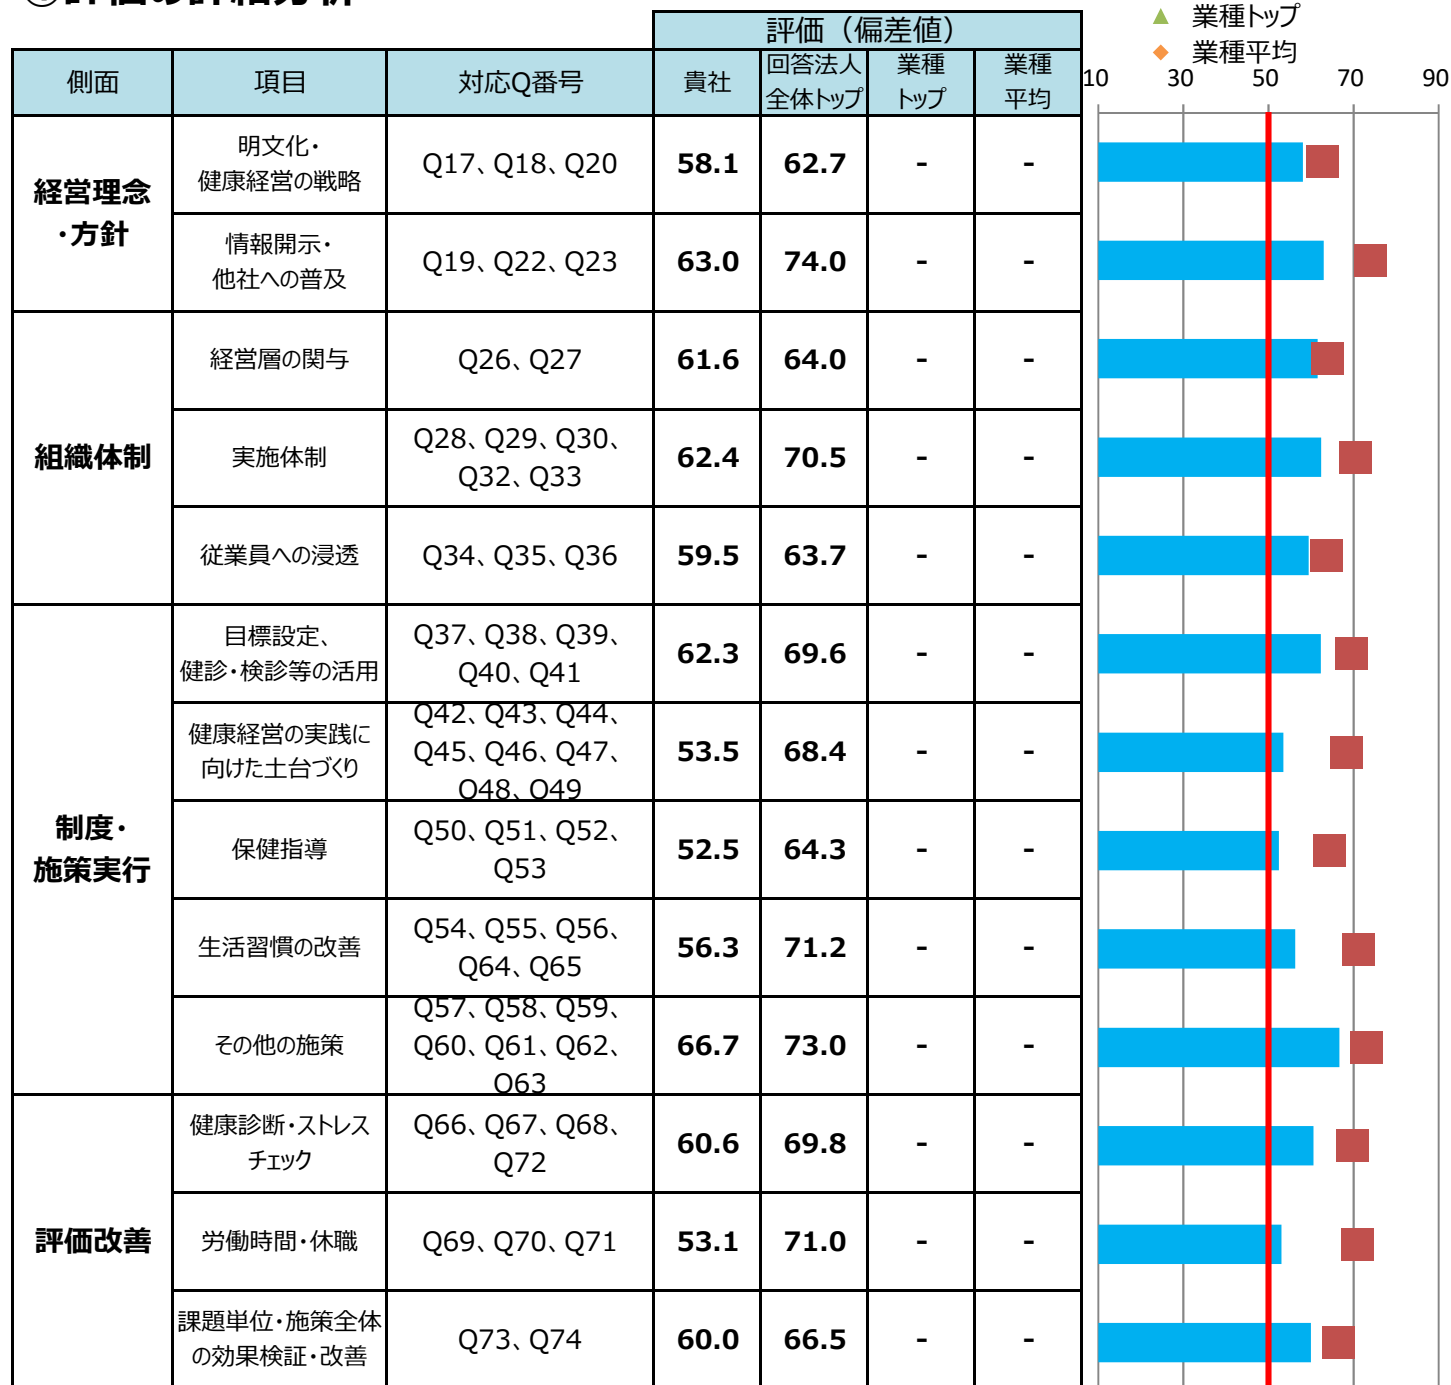 ①評価の詳細分析
▲ 業種トップ
◆ 業種平均
評価（偏差値）
側面 項目 対応Q番号 貴社 回答法人 業種 業種
全体トップ トップ 平均
10 30 50 70 90
経営理念
・方針
明文化・
健康経営の戦略
Q17、Q18、Q20 58.1 62.7 - -
情報開示・
他社への普及
Q19、Q22、Q23 63.0 74.0 - -
組織体制
経営層の関与 Q26、Q27 61.6 64.0 - -
実施体制
Q28、Q29、Q30、
Q32、Q33
62.4 70.5 - -
従業員への浸透 Q34、Q35、Q36 59.5 63.7 - -
制度・
施策実行
目標設定、
健診・検診等の活用
Q37、Q38、Q39、
Q40、Q41
62.3 69.6 - -
健康経営の実践に
向けた土台づくり
Q42、Q43、Q44、
Q45、Q46、Q47、
Q48、Q49
53.5 68.4 - -
保健指導
Q50、Q51、Q52、
Q53
52.5 64.3 - -
生活習慣の改善
Q54、Q55、Q56、
Q64、Q65
56.3 71.2 - -
その他の施策
Q57、Q58、Q59、
Q60、Q61、Q62、
Q63
66.7 73.0 - -
評価改善
健康診断・ストレス
チェック
Q66、Q67、Q68、
Q72
60.6 69.8 - -
労働時間・休職 Q69、Q70、Q71 53.1 71.0 - -
課題単位・施策全体
の効果検証・改善
Q73、Q74 60.0 66.5 - -